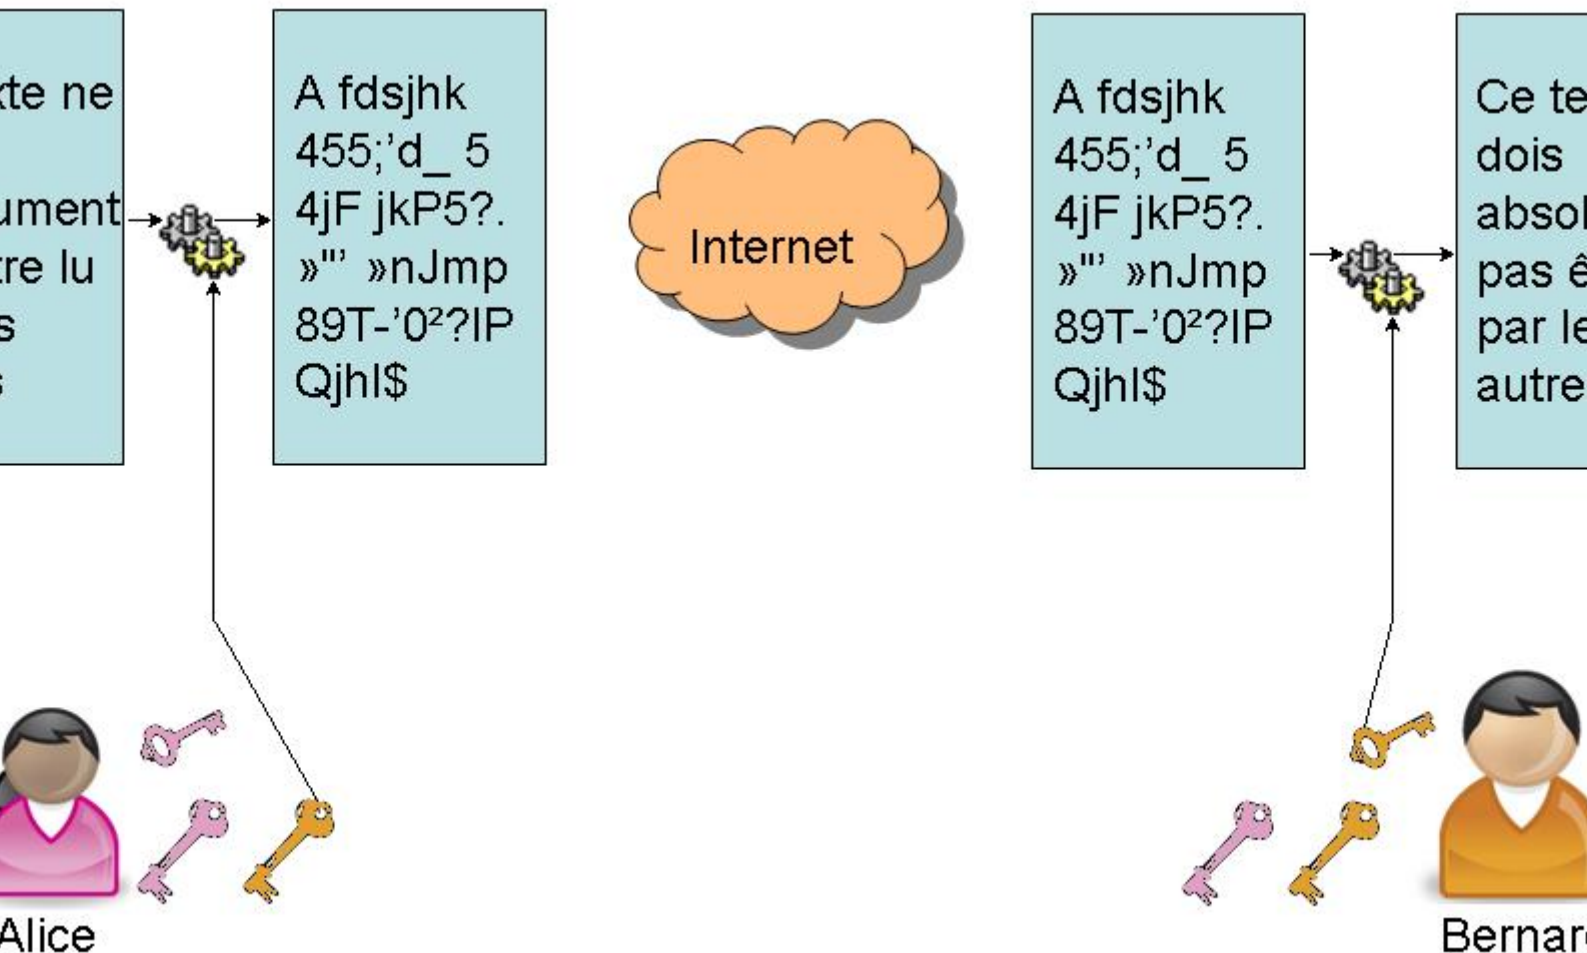 xte ne
ument
tre lu
s
s
A fdsjhk
455;'d_ 5
4jF jkP5?.
»"' »nJmp
89T-'0²?IP
Qjhl$
Internet
A fdsjhk
455;'d_ 5
4jF jkP5?.
»"' »nJmp
89T-'0²?IP
Qjhl$
Ce te
dois
absol
pas ê
par le
autre
Alice
Bernar